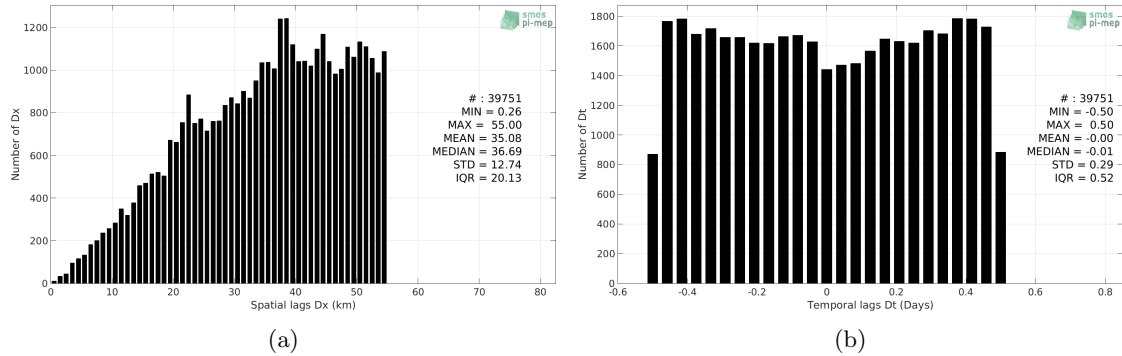 smos
pi-mep
1200
1000
800
600
400
200
0
Number of Dx
# : 39751
MIN = 0.26
MAX = 55.00
MEAN = 35.08
MEDIAN = 36.69
STD = 12.74
IQR = 20.13
0 10 20 30 40 50 60 70 80
Spatial lags Dx (km)
(a)
smos
pi-mep
1800
1600
1400
1200
1000
800
600
400
200
0
Number of Dt
# : 39751
MIN = -0.50
MAX = 0.50
MEAN = -0.00
MEDIAN = -0.01
STD = 0.29
IQR = 0.52
-0.6 -0.4 -0.2 0 0.2 0.4 0.6 0.8
Temporal lags Dt (Days)
(b)